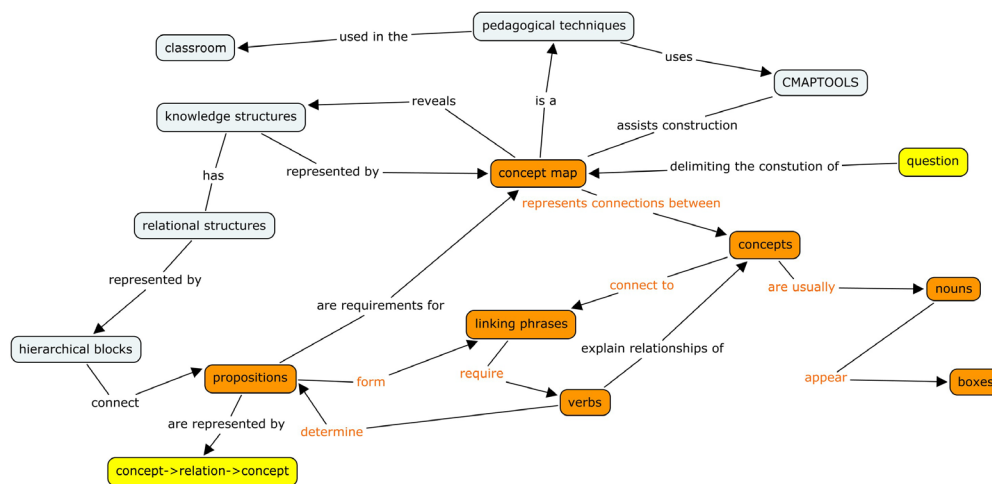 pedagogical techniques
used in the
classroom
uses
CMAPTOOLS
reveals
is a
knowledge structures
assists construction
question
delimiting the constution of
concept map
represented by
has
represents connections between
relational structures
concepts
represented by
connect to
are usually
nouns
are requirements for
linking phrases
hierarchical blocks
explain relationships of
propositions
form
require
appear
boxes
connect
verbs
are represented by
determine
concept->relation->concept